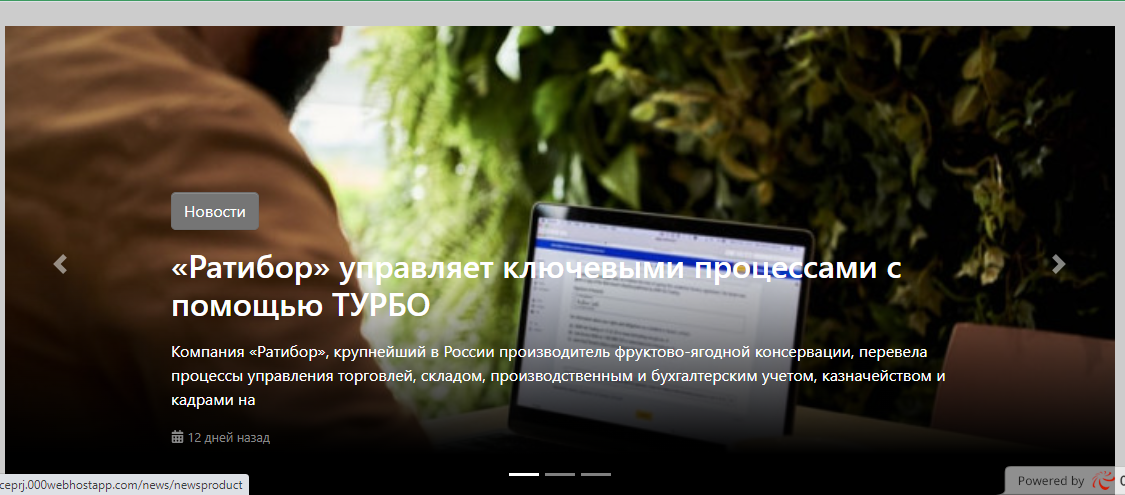 Новости
«Ратибор» управляет ключевыми процессами с
помощью ТУРБО
Компания «Ратибор», крупнейший в России производитель фруктово-ягодной консервации, перевела
процессы управления торговлей, складом, производственным и бухгалтерским учетом, казначейством и
кадрами на
12 дней назад
ceprj.000webhostapp.com/news/newsproduct
Powered by